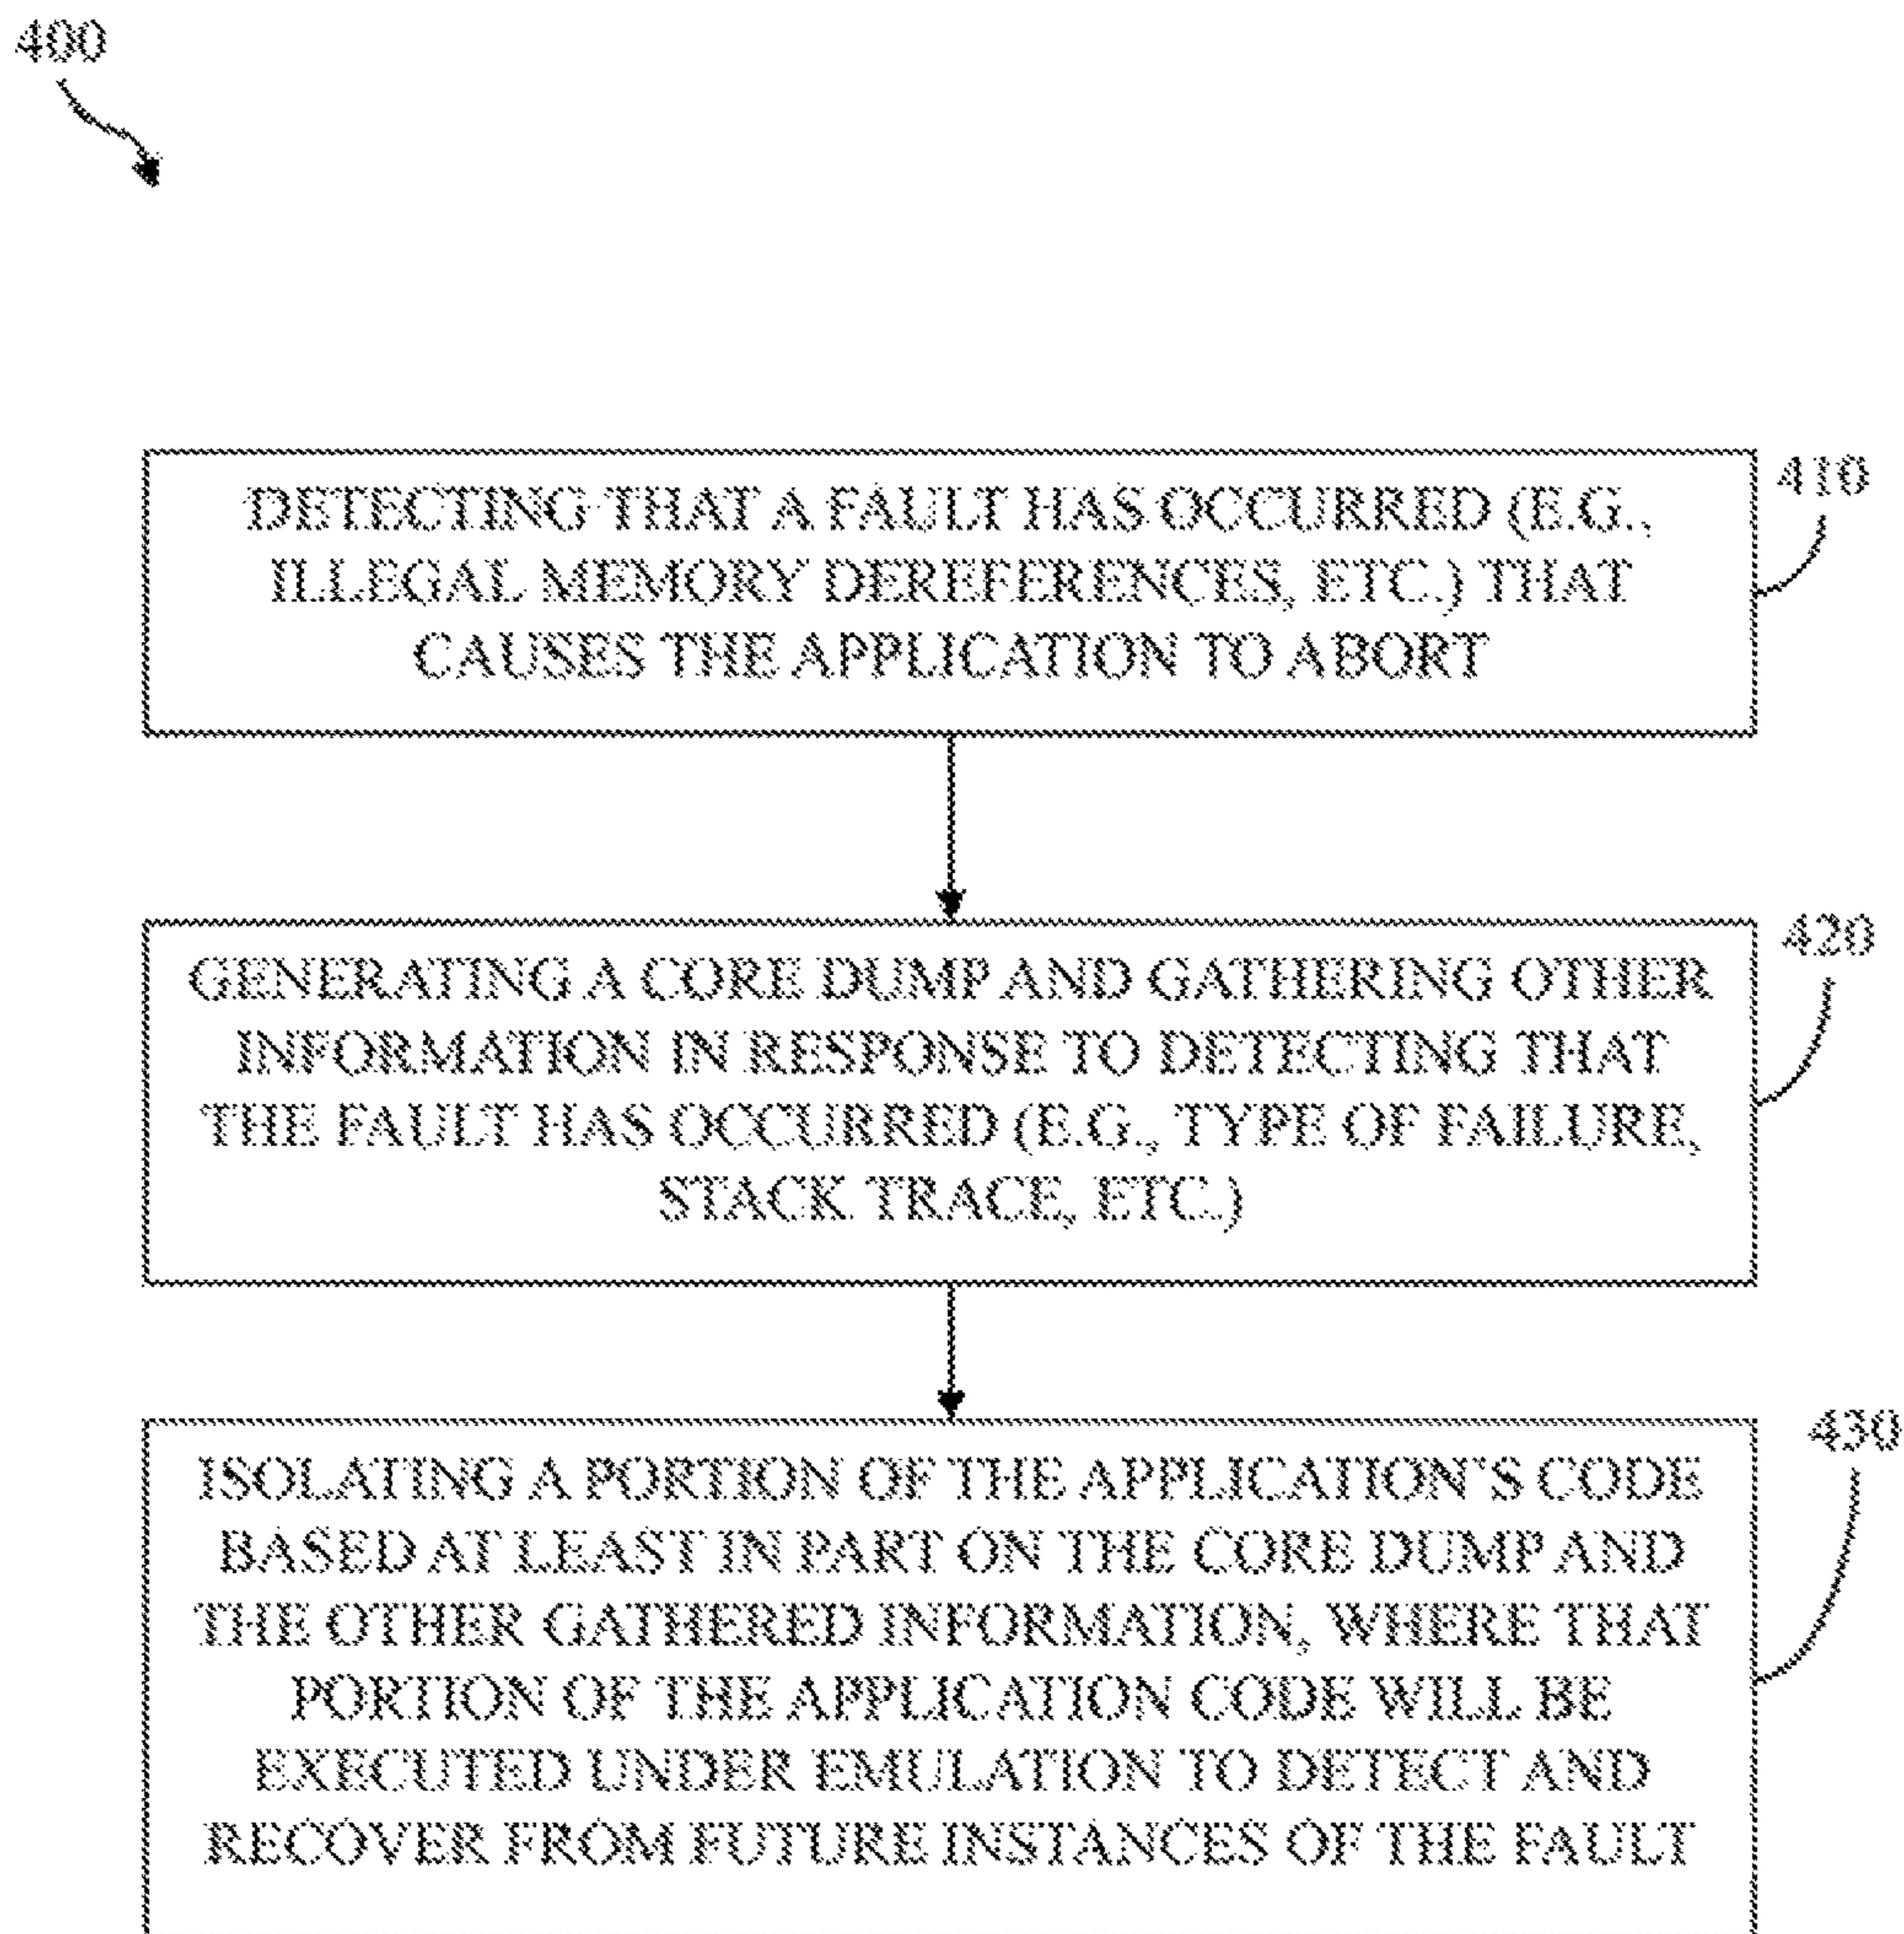 400
410
DETECTING THAT A FAULT HAS OCCURRED (E.G.,
ILLEGAL MEMORY DEREFERENCES, ETC.) THAT
CAUSES THE APPLICATION TO ABORT
420
GENERATING A CORE DUMP AND GATHERING OTHER
INFORMATION IN RESPONSE TO DETECTING THAT
THE FAULT HAS OCCURRED (E.G., TYPE OF FAILURE,
STACK TRACE, ETC.)
430
ISOLATING A PORTION OF THE APPLICATION'S CODE
BASED AT LEAST IN PART ON THE CORE DUMP AND
THE OTHER GATHERED INFORMATION, WHERE THAT
PORTION OF THE APPLICATION CODE WILL BE
EXECUTED UNDER EMULATION TO DETECT AND
RECOVER FROM FUTURE INSTANCES OF THE FAULT